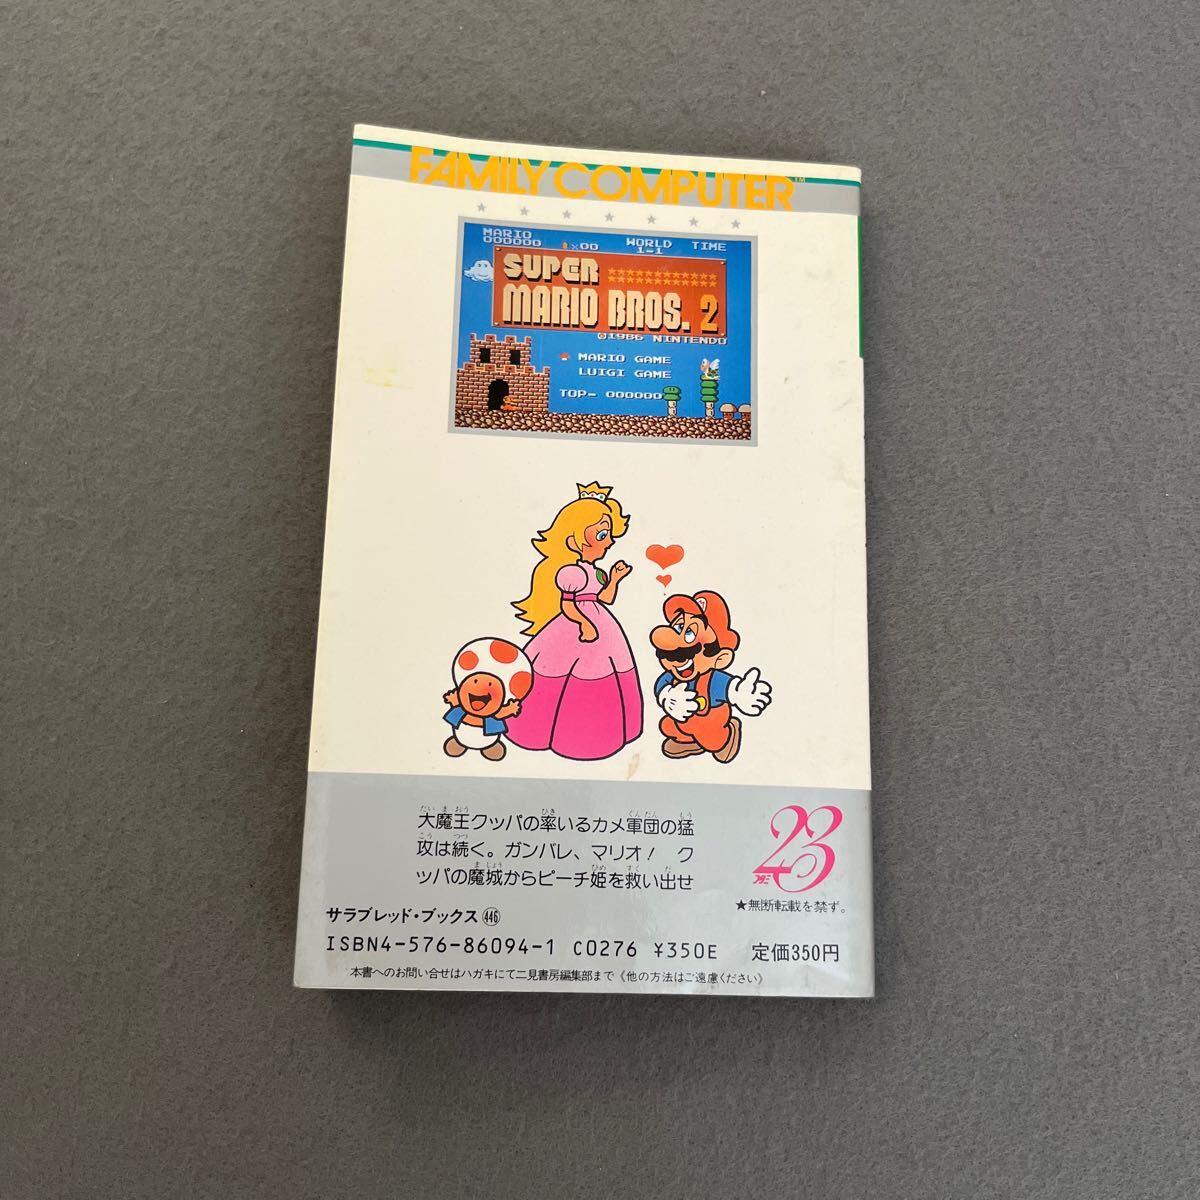 FAMILY COMPUTER™
MARIO WORLD TIME
000000 ×00 1-1
SUPER
MARIO BROS. 2
©1986 NINTENDO
MARIO GAME
LUIGI GAME
TOP- 000000
大魔王クッパの率いるカメ軍団の猛
攻は続く。ガンバレ、マリオ! ク
ッパの魔城からピーチ姫を救い出せ
23
フタミ
★無断転載を禁ず。
サラブレッド・ブックス㊻
ISBN4-576-86094-1 C0276 ¥350E 定価350円
本書へのお問い合せはハガキにて二見書房編集部まで《他の方法はご遠慮ください》